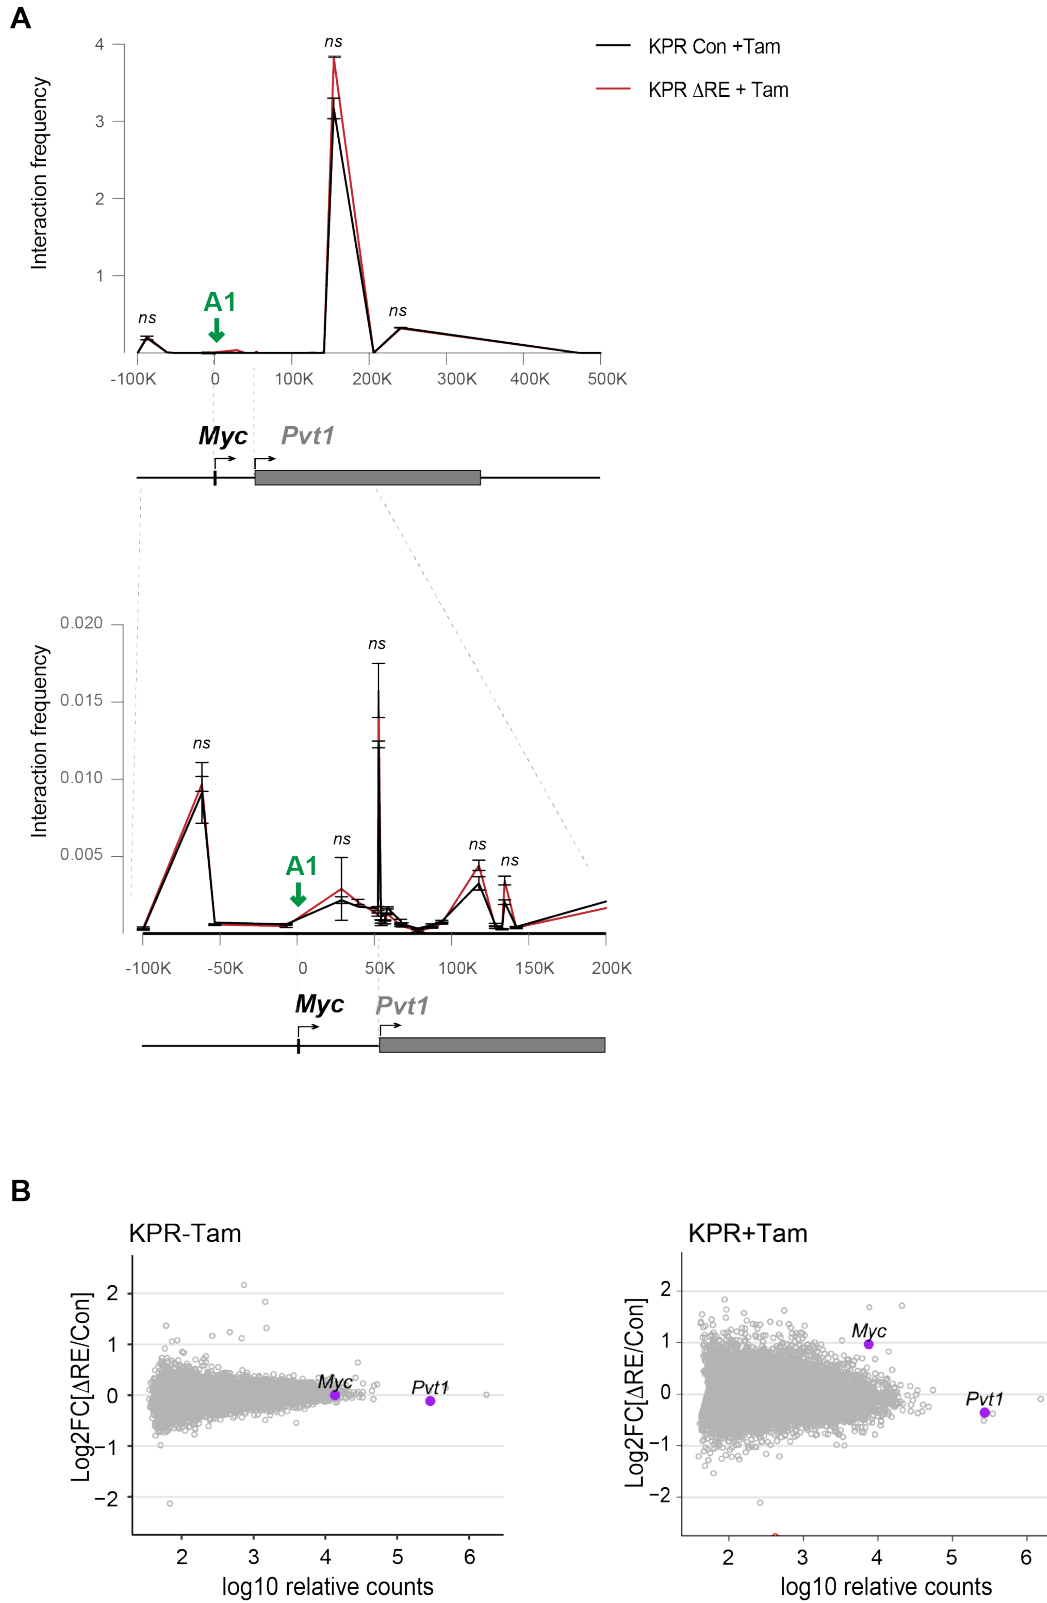 A
ns
KPR Con +Tam
KPR ΔRE + Tam
Interaction frequency
4
3
2
1
ns
A1
ns
-100K 0 100K 200K 300K 400K 500K
Myc Pvt1
Interaction frequency
0.020
0.015
0.010
0.005
ns
ns
ns
ns
ns
A1
-100K -50K 0 50K 100K 150K 200K
Myc Pvt1
B
KPR-Tam
Log2FC[ΔRE/Con]
2
1
0
−1
−2
Myc
Pvt1
2 3 4 5 6
log10 relative counts
KPR+Tam
Log2FC[ΔRE/Con]
2
1
0
−1
−2
Myc
Pvt1
2 3 4 5 6
log10 relative counts